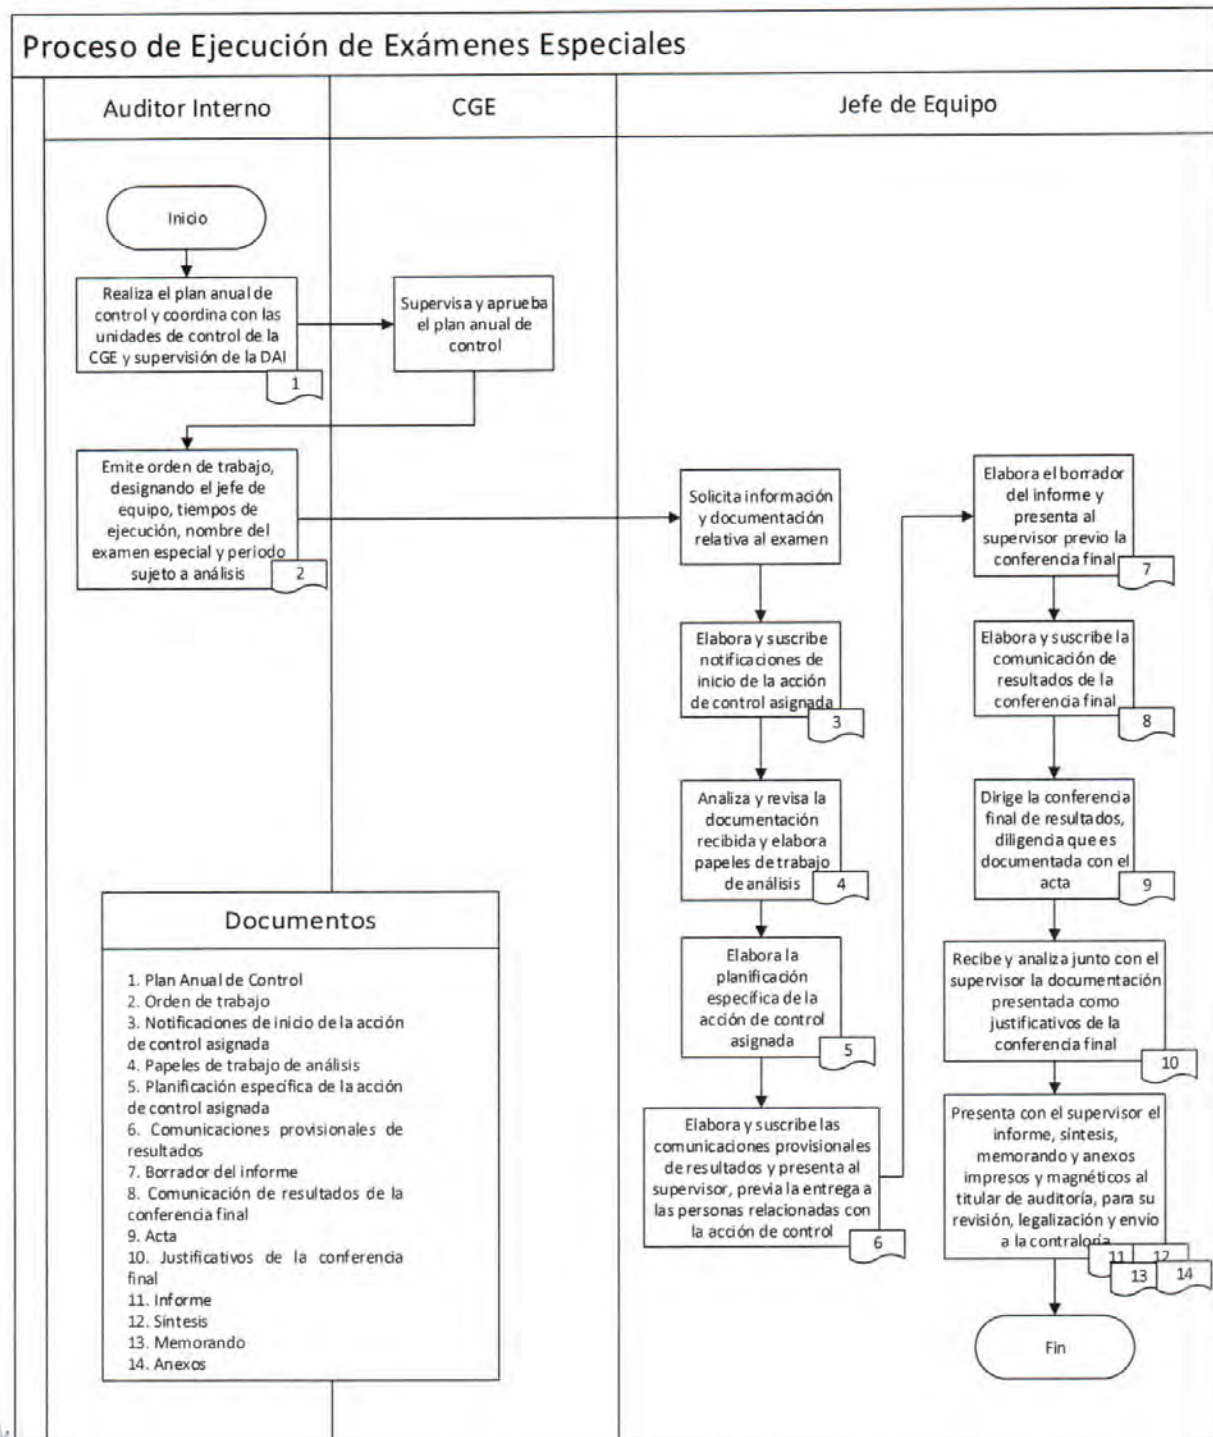 Proceso de Ejecución de Exámenes Especiales
Auditor Interno
CGE
Jefe de Equipo
Inicio
Realiza el plan anual de
control y coordina con las
unidades de control de la
CGE y supervisión de la DAI
1
Supervisa y aprueba
el plan anual de
control
Emite orden de trabajo,
designando el jefe de
equipo, tiempos de
ejecución, nombre del
examen especial y periodo
sujeto a análisis
2
Solicita información
y documentación
relativa al examen
Elabora y suscribe
notificaciones de
inicio de la acción
de control asignada
3
Analiza y revisa la
documentación
recibida y elabora
papeles de trabajo
de análisis
4
Elabora la
planificación
específica de la
acción de control
asignada
5
Elabora y suscribe las
comunicaciones provisionales
de resultados y presenta al
supervisor, previa la entrega a
las personas relacionadas con
la acción de control
6
Elabora el borrador
del informe y
presenta al
supervisor previo la
conferencia final
7
Elabora y suscribe la
comunicación de
resultados de la
conferencia final
8
Dirige la conferencia
final de resultados,
diligencia que es
documentada con el
acta
9
Recibe y analiza junto con el
supervisor la documentación
presentada como
justificativos de la
conferencia final
10
Presenta con el supervisor el
informe, síntesis,
memorando y anexos
impresos y magnéticos al
titular de auditoría, para su
revisión, legalización y envío
a la contraloría
11
12
13
14
Fin
Documentos
1. Plan Anual de Control
2. Orden de trabajo
3. Notificaciones de inicio de la acción
de control asignada
4. Papeles de trabajo de análisis
5. Planificación específica de la acción
de control asignada
6. Comunicaciones provisionales de
resultados
7. Borrador del informe
8. Comunicación de resultados de la
conferencia final
9. Acta
10. Justificativos de la conferencia
final
11. Informe
12. Síntesis
13. Memorando
14. Anexos